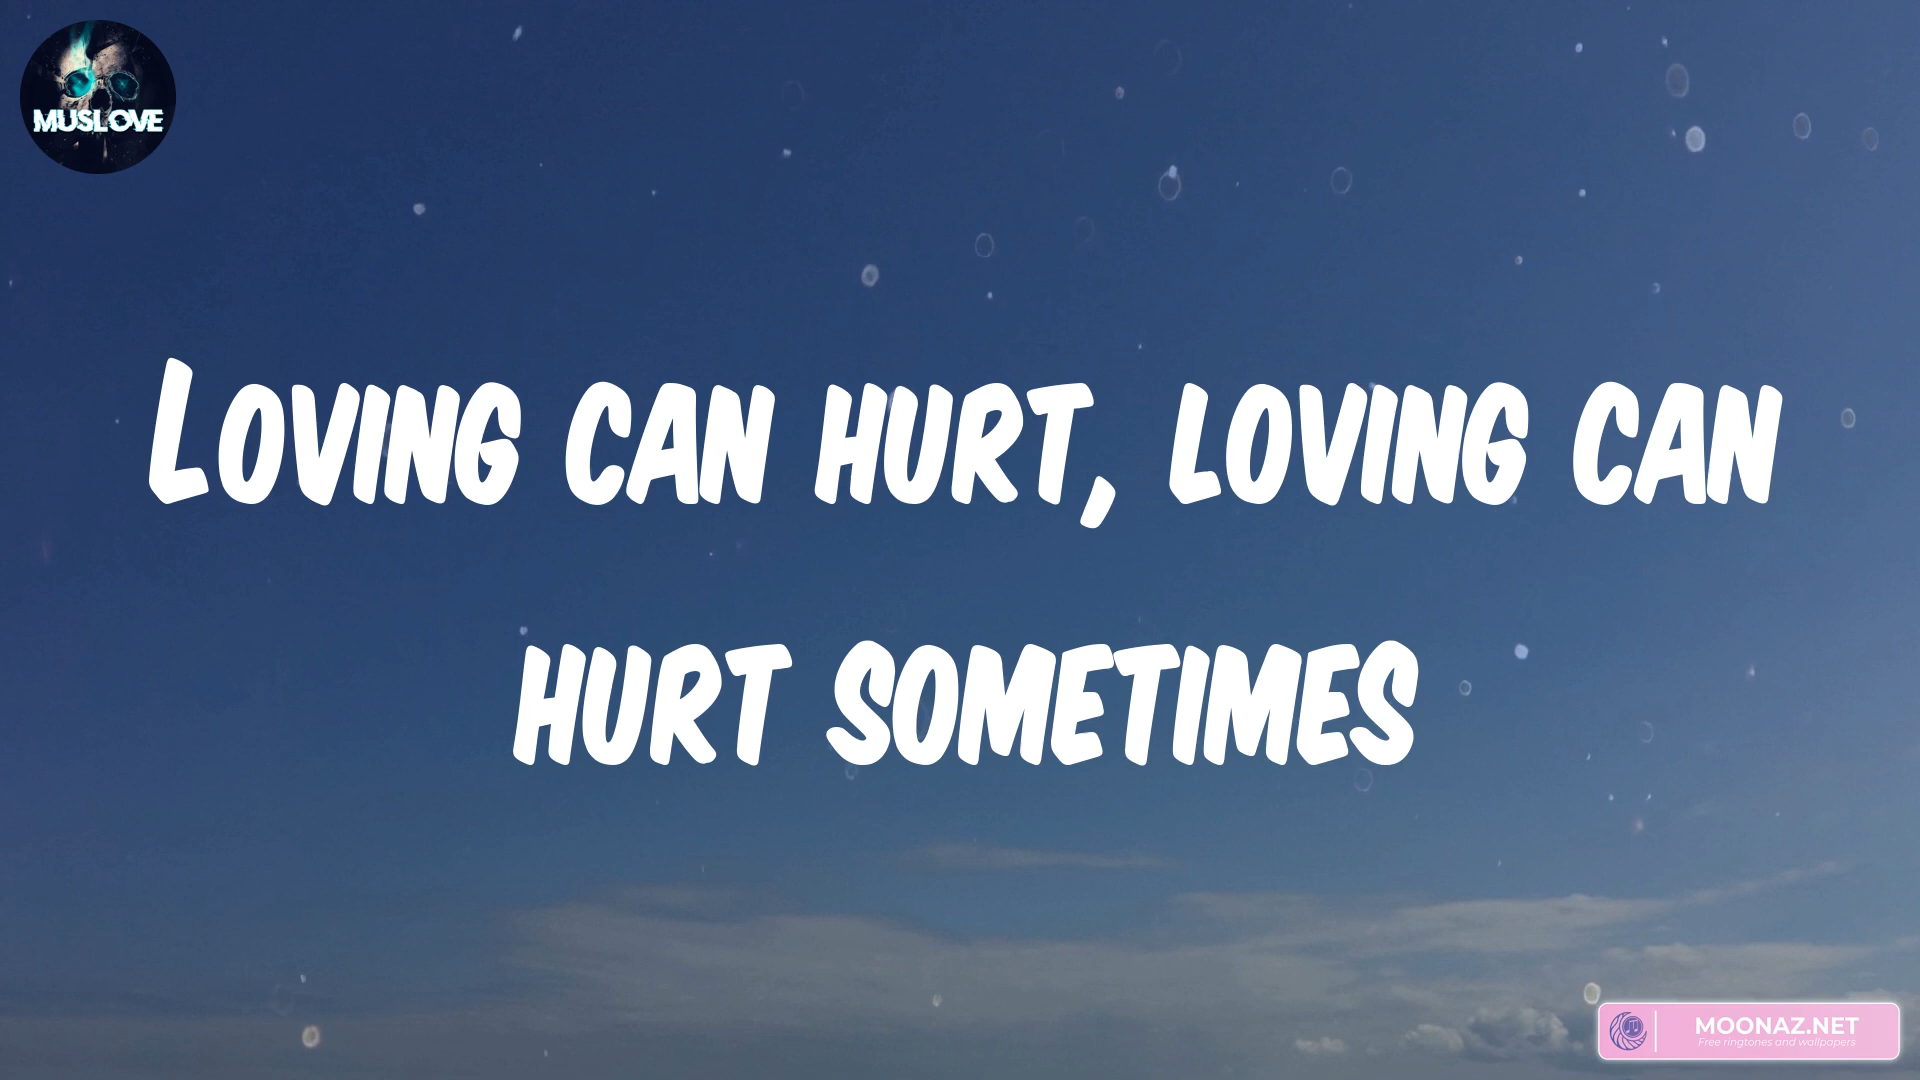 MUSLOVE
LOVING CAN HURT, LOVING CAN
HURT SOMETIMES
MOONAZ.NET
Free ringtones and wallpapers